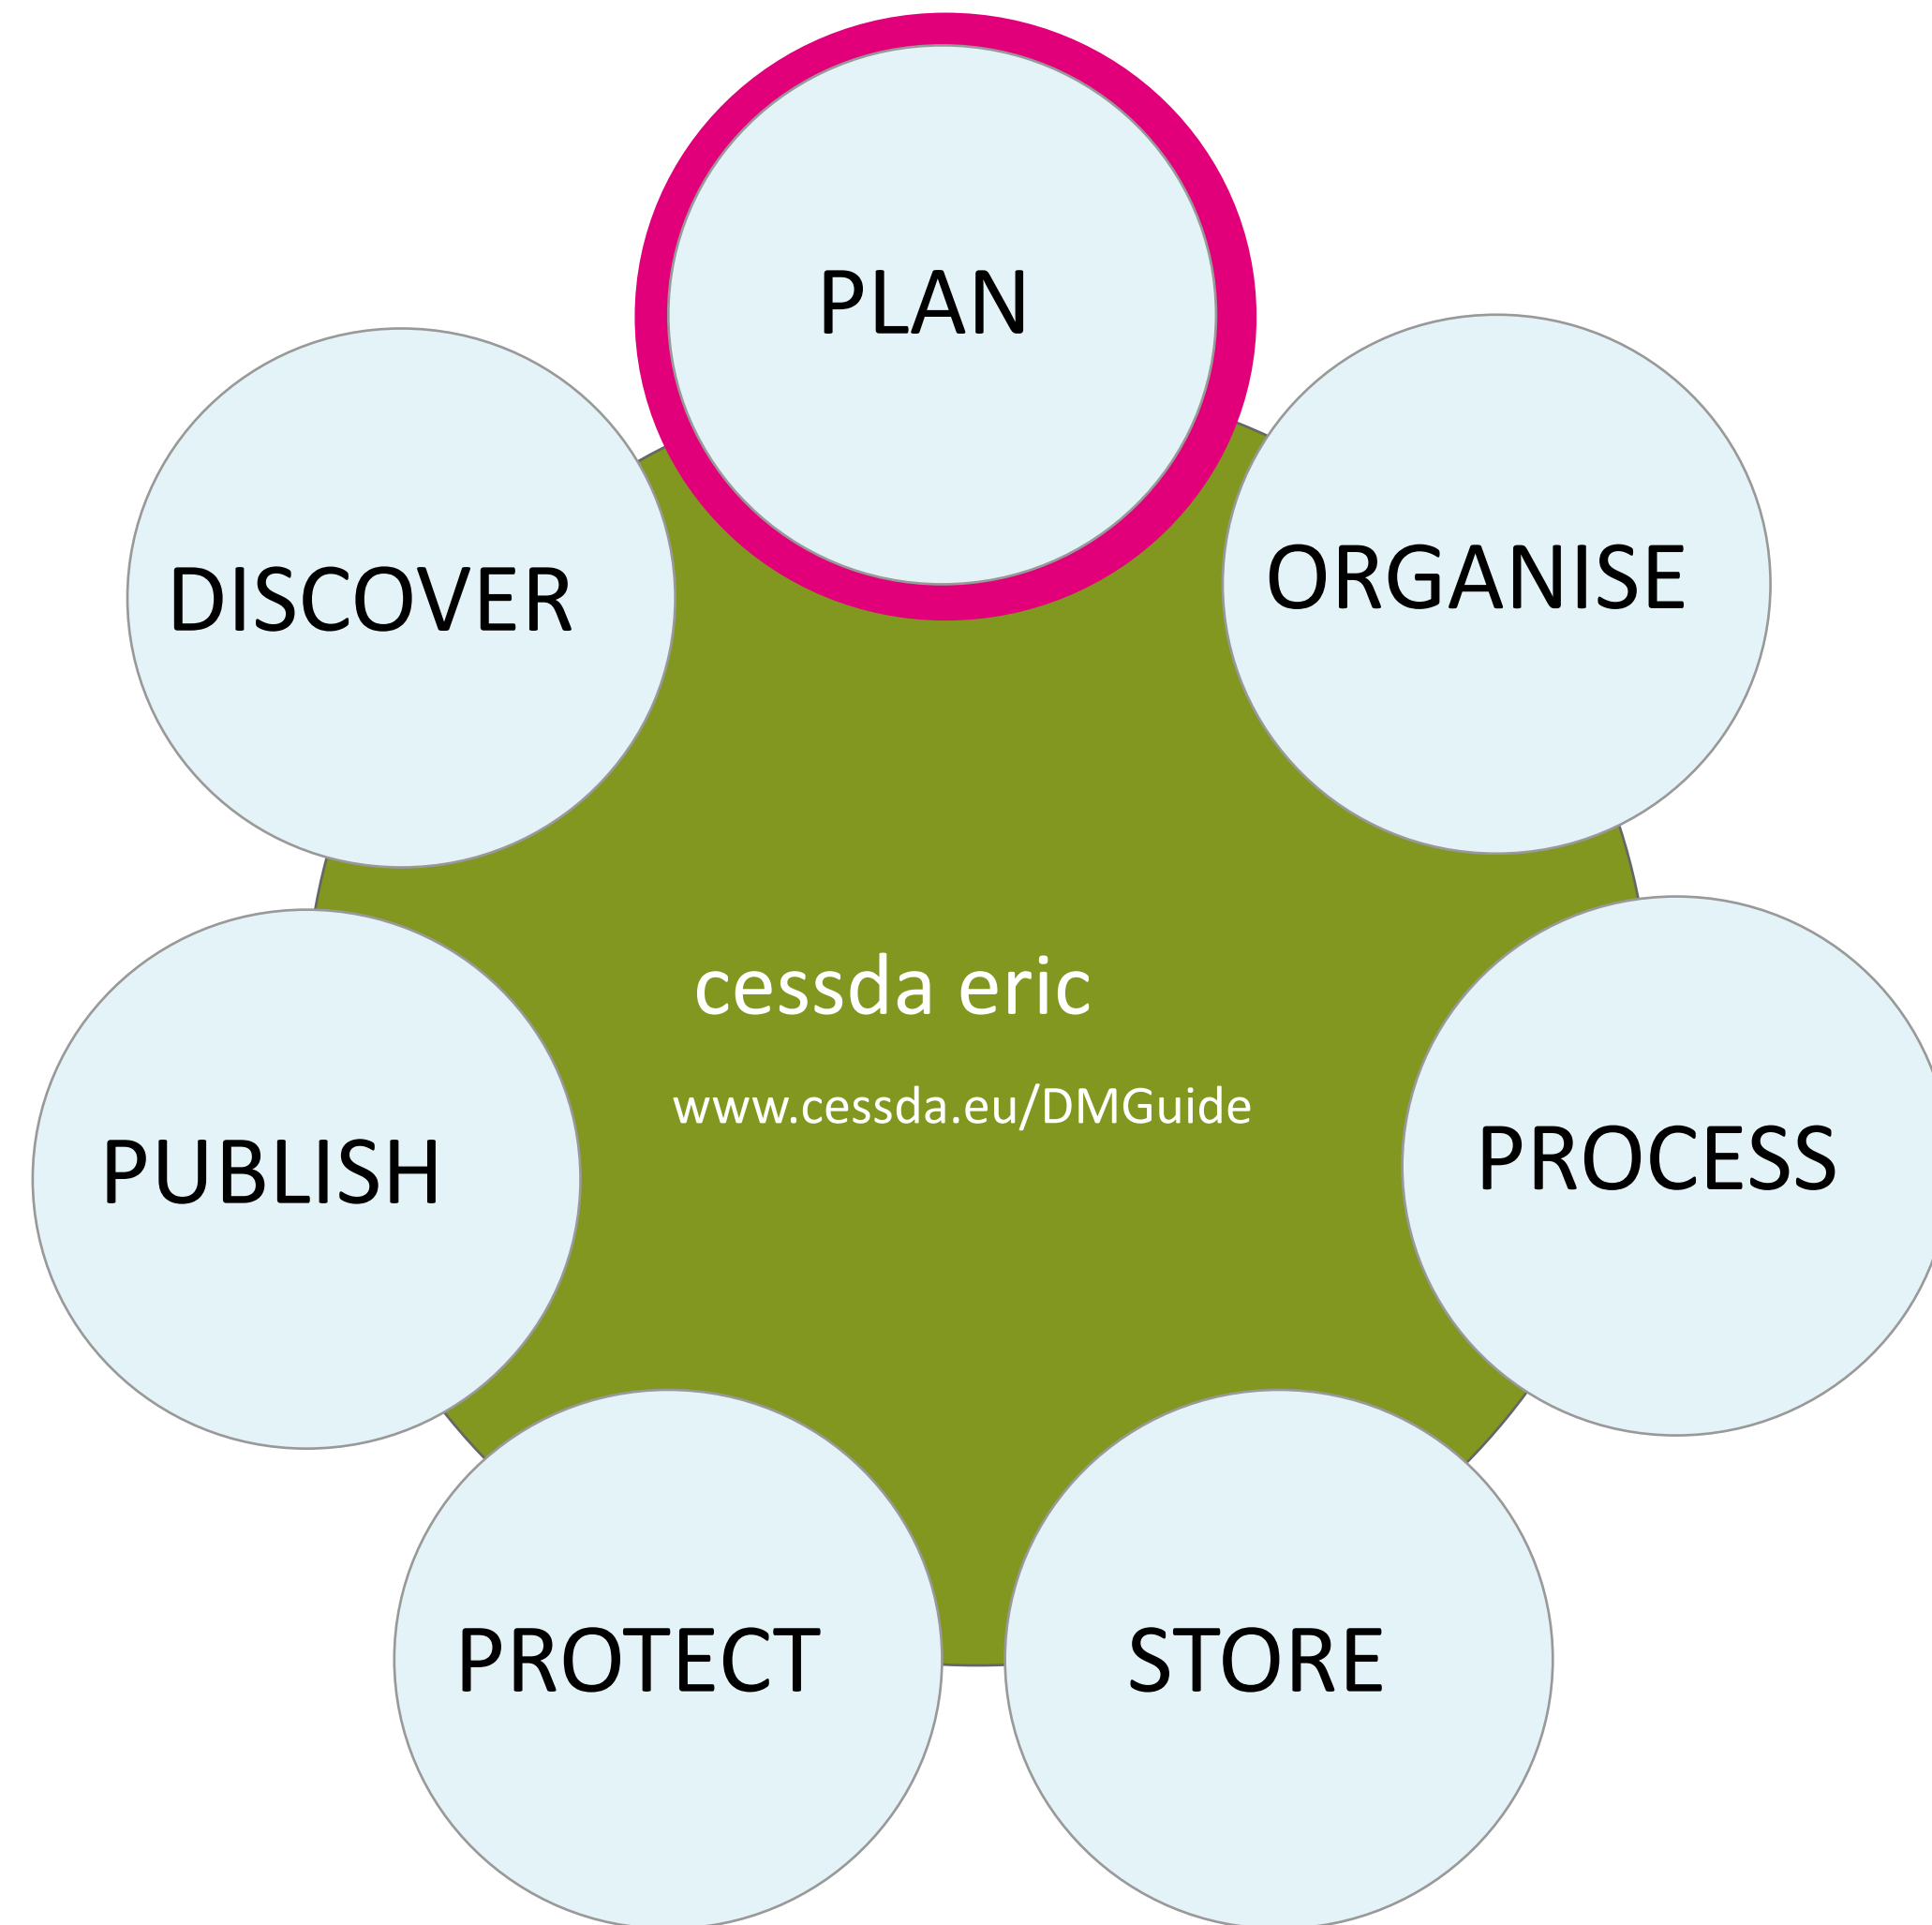 PLAN
ORGANISE
DISCOVER
cessda eric
www.cessda.eu/DMGuide
PROCESS
PUBLISH
PROTECT
STORE